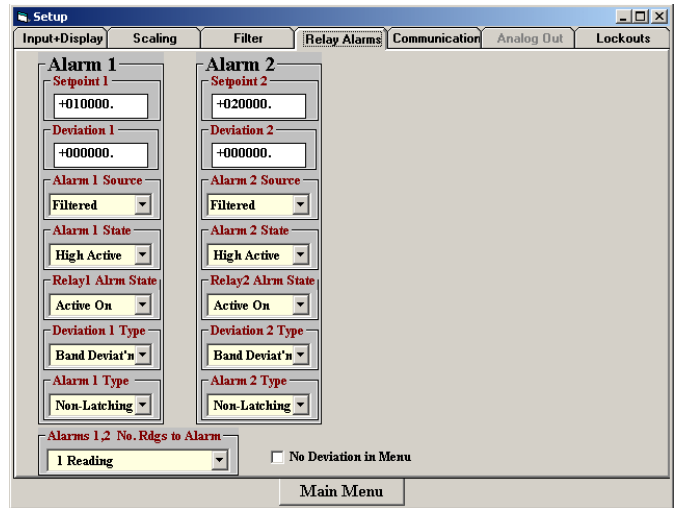 Setup
Input+Display Scaling Filter Relay Alarms Communication Analog Out Lockouts
Alarm 1 Alarm 2
Setpoint 1 Setpoint 2
+010000. +020000.
Deviation 1 Deviation 2
+000000. +000000.
Alarm 1 Source Alarm 2 Source
Filtered Filtered
Alarm 1 State Alarm 2 State
High Active High Active
Relay1 Alrm State Relay2 Alrm State
Active On Active On
Deviation 1 Type Deviation 2 Type
Band Deviat'n Band Deviat'n
Alarm 1 Type Alarm 2 Type
Non-Latching Non-Latching
Alarms 1,2 No. Rdgs to Alarm
1 Reading No Deviation in Menu
Main Menu